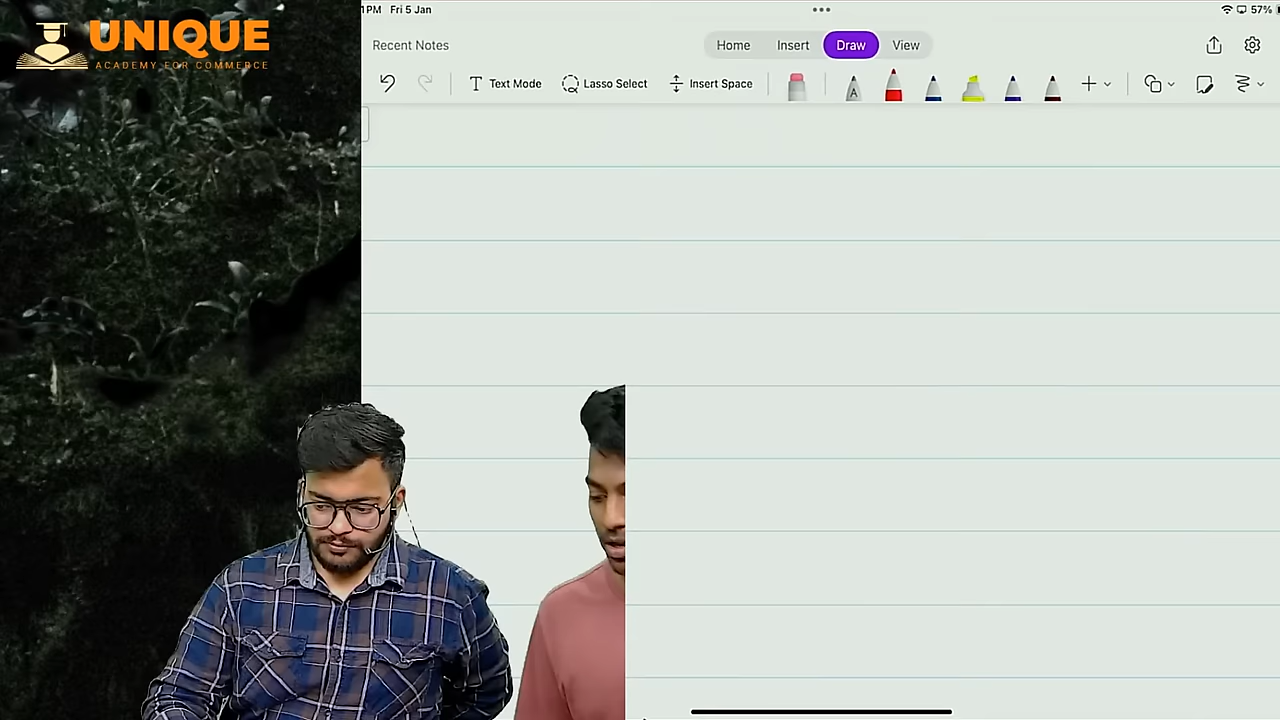 UNIQUE
ACADEMY FOR COMMERCE
1PM Fri 5 Jan
57%
Recent Notes
Home Insert Draw View
Text Mode Lasso Select Insert Space
A